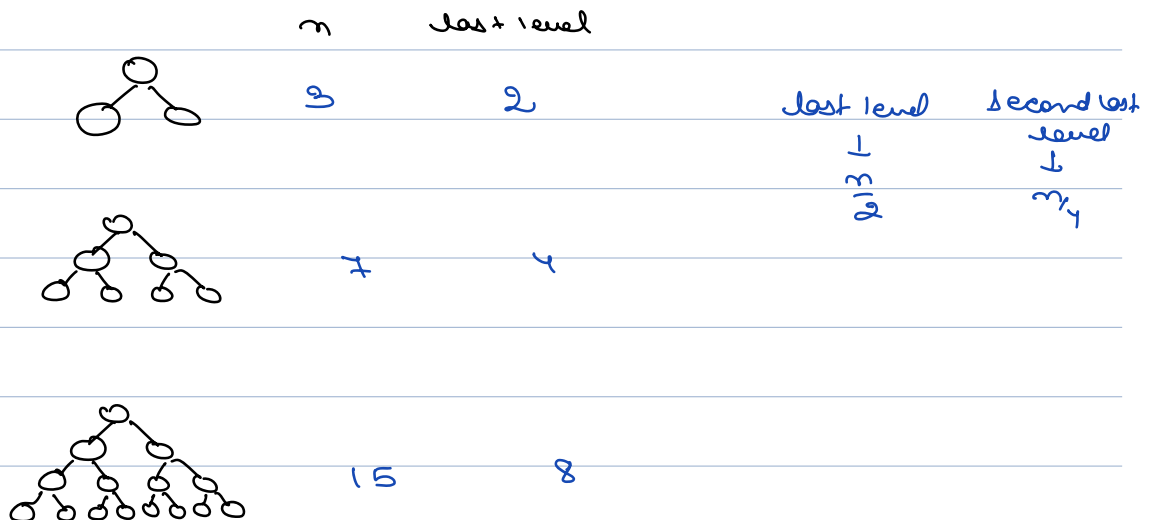 n last level
3 2
last level second last
level
↓ ↓
n/2 n/4
7 4
15 8